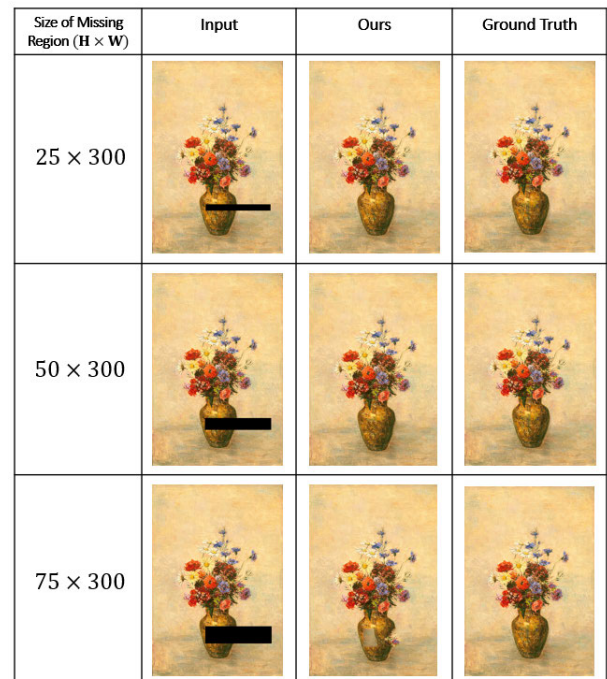 Size of Missing
Region (H × W)
Input
Ours
Ground Truth
25 × 300
50 × 300
75 × 300